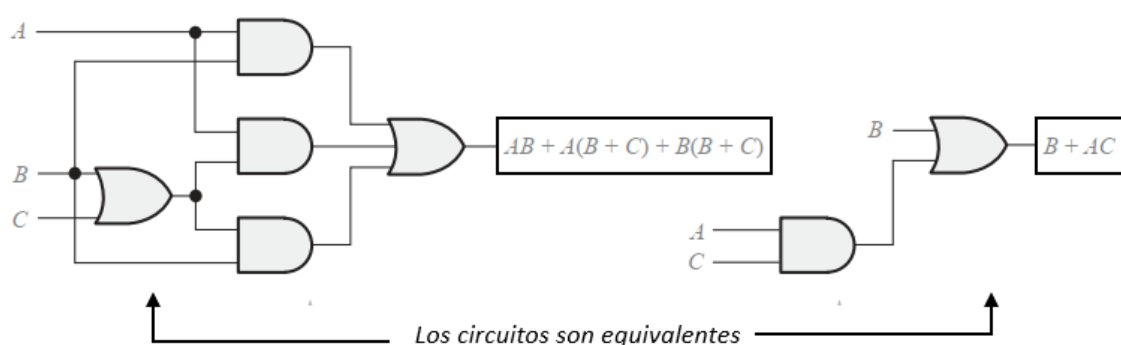 A
B
C
AB + A(B + C) + B(B + C)
B
A
C
B + AC
Los circuitos son equivalentes